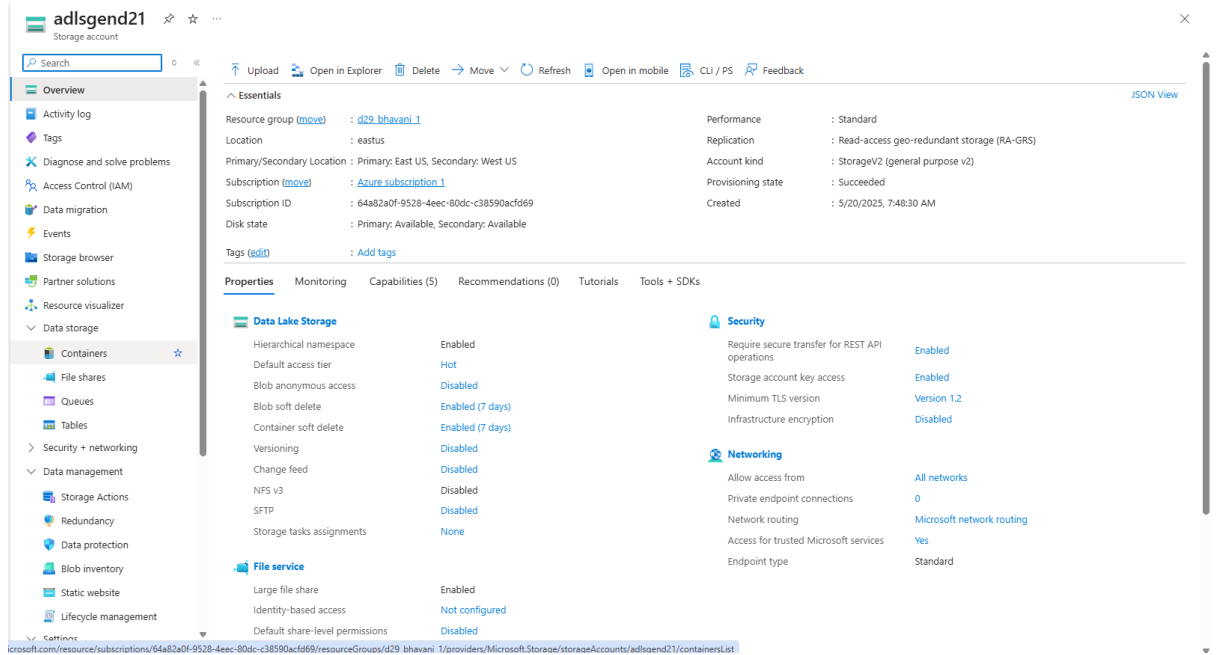 adlsgend21
Storage account
Search
Overview
Activity log
Tags
Diagnose and solve problems
Access Control (IAM)
Data migration
Events
Storage browser
Partner solutions
Resource visualizer
Data storage
Containers
File shares
Queues
Tables
Security + networking
Data management
Storage Actions
Redundancy
Data protection
Blob inventory
Static website
Lifecycle management
Settings
Upload Open in Explorer Delete Move Refresh Open in mobile CLI / PS Feedback
Essentials JSON View
Resource group (move) : d29_bhavani_1
Location : eastus
Primary/Secondary Location : Primary: East US, Secondary: West US
Subscription (move) : Azure subscription 1
Subscription ID : 64a82a0f-9528-4eec-80dc-c38590acfd69
Disk state : Primary: Available, Secondary: Available
Tags (edit) : Add tags
Performance : Standard
Replication : Read-access geo-redundant storage (RA-GRS)
Account kind : StorageV2 (general purpose v2)
Provisioning state : Succeeded
Created : 5/20/2025, 7:48:30 AM
Properties Monitoring Capabilities (5) Recommendations (0) Tutorials Tools + SDKs
Data Lake Storage
Hierarchical namespace Enabled
Default access tier Hot
Blob anonymous access Disabled
Blob soft delete Enabled (7 days)
Container soft delete Enabled (7 days)
Versioning Disabled
Change feed Disabled
NFS v3 Disabled
SFTP Disabled
Storage tasks assignments None
File service
Large file share Enabled
Identity-based access Not configured
Default share-level permissions Disabled
Security
Require secure transfer for REST API
operations Enabled
Storage account key access Enabled
Minimum TLS version Version 1.2
Infrastructure encryption Disabled
Networking
Allow access from All networks
Private endpoint connections 0
Network routing Microsoft network routing
Access for trusted Microsoft services Yes
Endpoint type Standard
icrosoft.com/resource/subscriptions/64a82a0f-9528-4eec-80dc-c38590acfd69/resourceGroups/d29_bhavani_1/providers/Microsoft.Storage/storageAccounts/adlsgend21/containersList